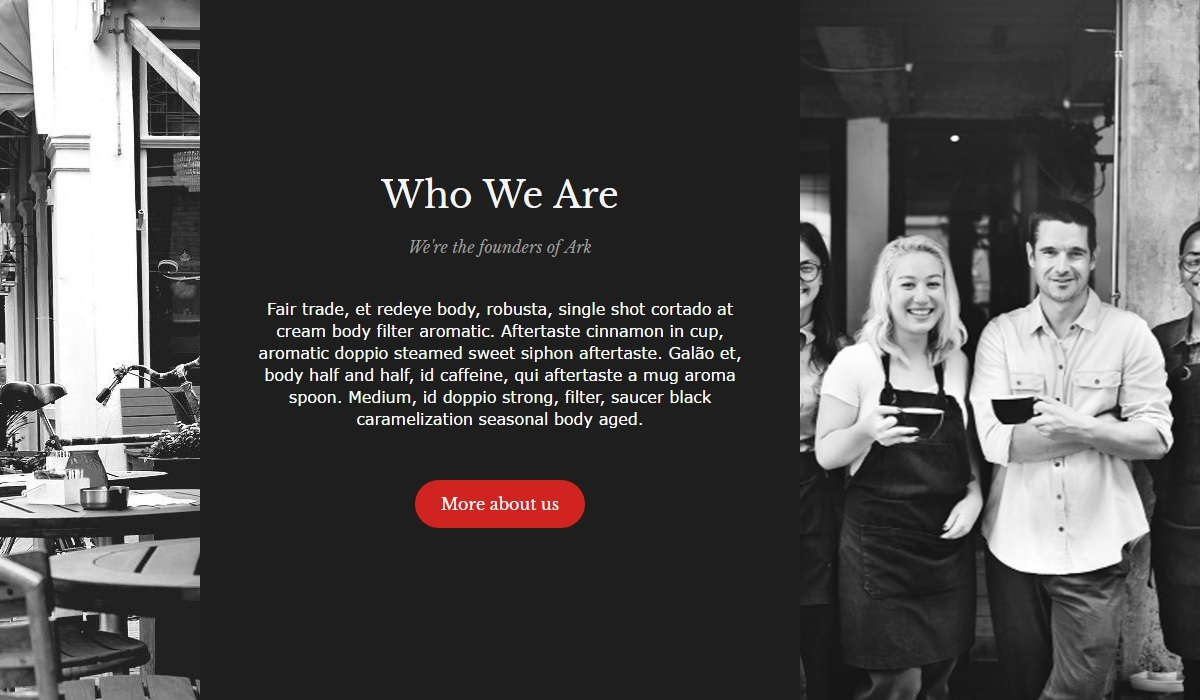 Who We Are
We're the founders of Ark
Fair trade, et redeye body, robusta, single shot cortado at
cream body filter aromatic. Aftertaste cinnamon in cup,
aromatic doppio steamed sweet siphon aftertaste. Galão et,
body half and half, id caffeine, qui aftertaste a mug aroma
spoon. Medium, id doppio strong, filter, saucer black
caramelization seasonal body aged.
More about us